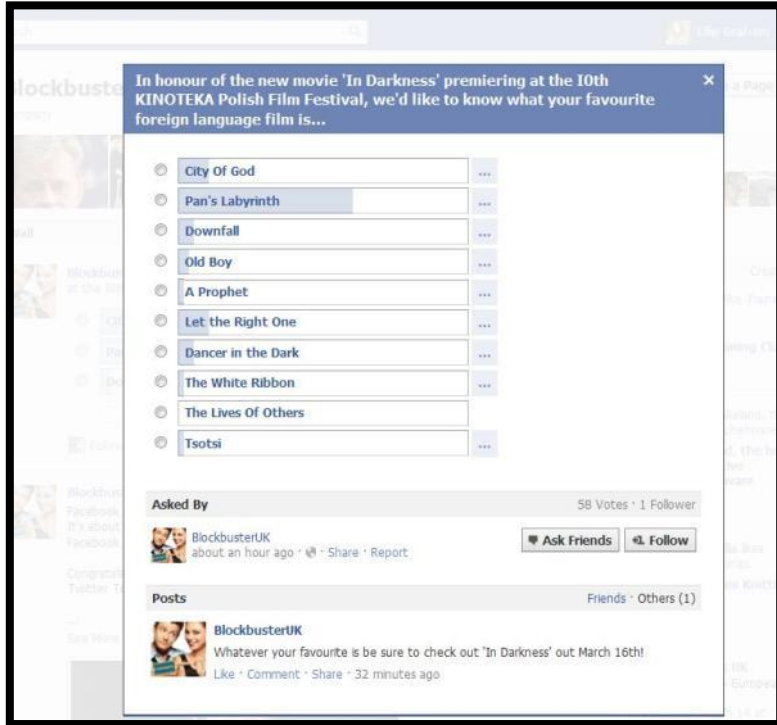 In honour of the new movie 'In Darkness' premiering at the I0th
KINOTEKA Polish Film Festival, we'd like to know what your favourite
foreign language film is...
×
City Of God
...
Pan's Labyrinth
...
Downfall
...
Old Boy
...
A Prophet
...
Let the Right One
...
Dancer in the Dark
...
The White Ribbon
...
The Lives Of Others
Tsotsi
...
Asked By
58 Votes · 1 Follower
BlockbusterUK
about an hour ago · Share · Report
Ask Friends
+1 Follow
Posts
Friends · Others (1)
BlockbusterUK
Whatever your favourite is be sure to check out 'In Darkness' out March 16th!
Like · Comment · Share · 32 minutes ago